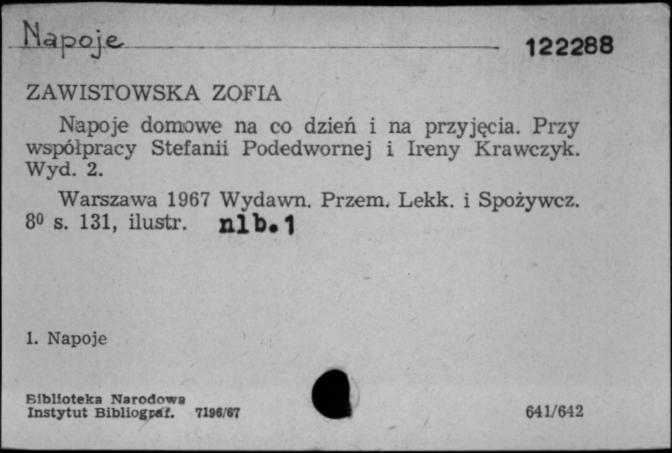 Napoje
122288
ZAWISTOWSKA ZOFIA
Napoje domowe na co dzień i na przyjęcia. Przy
współpracy Stefanii Podedwornej i Ireny Krawczyk.
Wyd. 2.
Warszawa 1967 Wydawn. Przem. Lekk. i Spożywcz.
8⁰ s. 131, ilustr. nlb.1
1. Napoje
Biblioteka Narodowa
Instytut Bibliograf. 7196/67
641/642